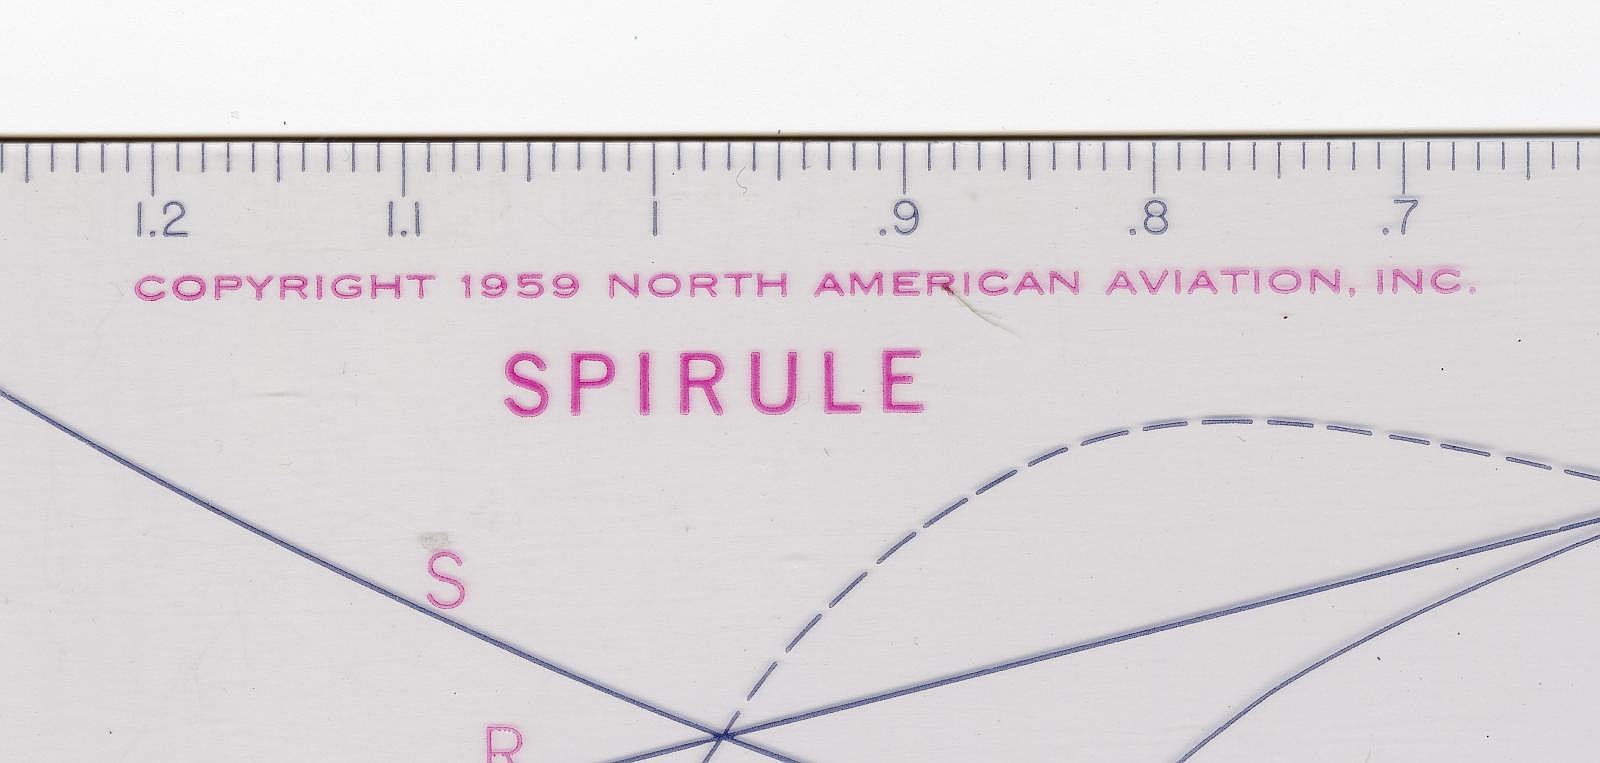 1.2 1.1 1 .9 .8 .7
COPYRIGHT 1959 NORTH AMERICAN AVIATION, INC.
SPIRULE
S
R